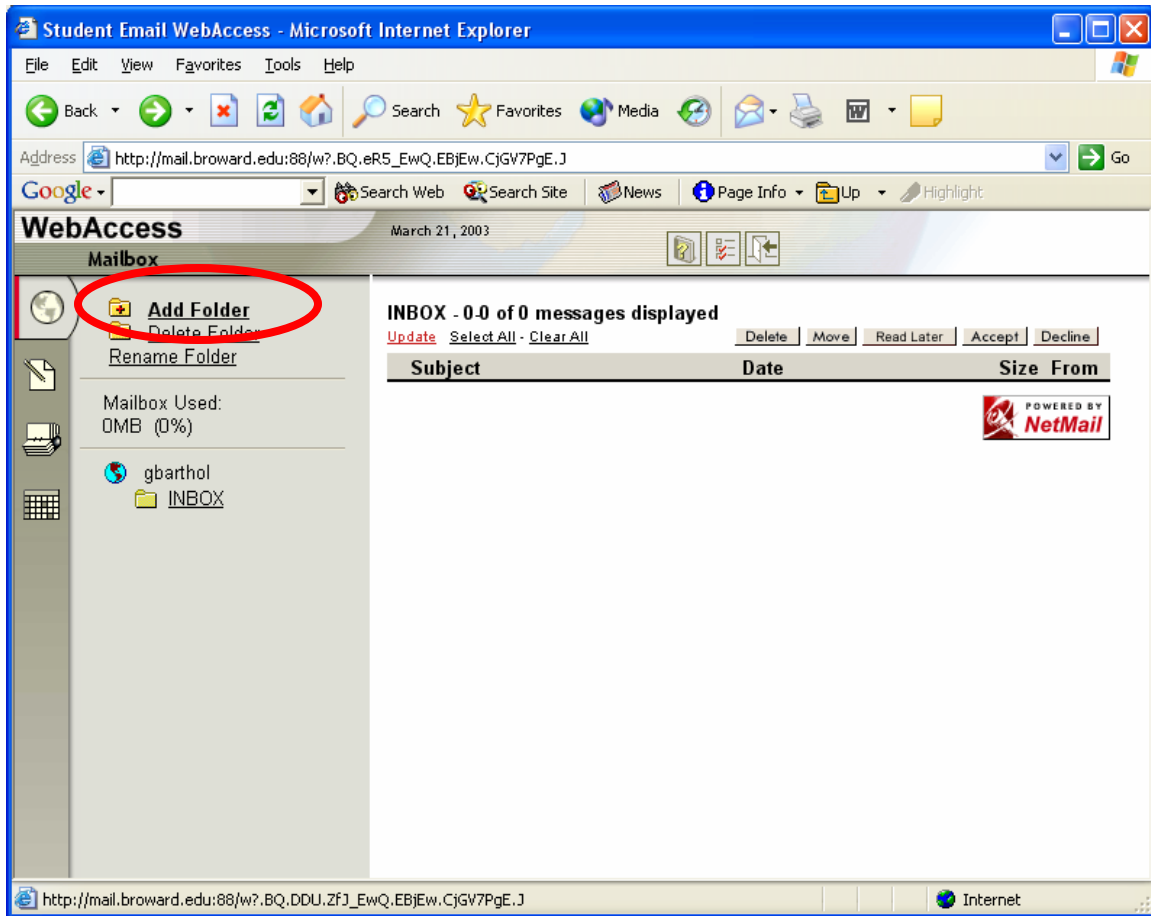 Student Email WebAccess - Microsoft Internet Explorer
File Edit View Favorites Tools Help
Back Search Favorites Media W
Address http://mail.broward.edu:88/w?.BQ.eR5_EwQ.EBjEw.CjGV7PgE.J Go
Google Search Web Search Site News Page Info Up Highlight
WebAccess
March 21, 2003
Mailbox
Add Folder
Delete Folder
Rename Folder
Mailbox Used:
0MB (0%)
gbarthol
INBOX
INBOX - 0-0 of 0 messages displayed
Update Select All - Clear All Delete Move Read Later Accept Decline
Subject Date Size From
POWERED BY
NetMail
http://mail.broward.edu:88/w?.BQ.DDU.ZfJ_EwQ.EBjEw.CjGV7PgE.J Internet